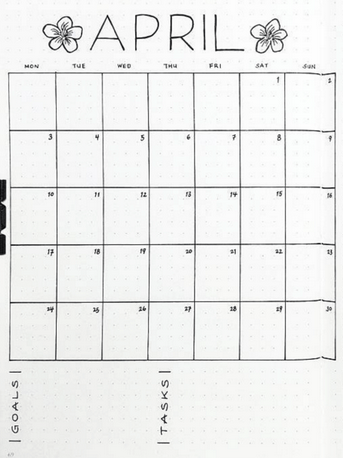 APRIL
MON TUE WED THU FRI SAT SUN
1 2
3 4 5 6 7 8 9
10 11 12 13 14 15 16
17 18 19 20 21 22 23
24 25 26 27 28 29 30
|GOALS| |TASKS|